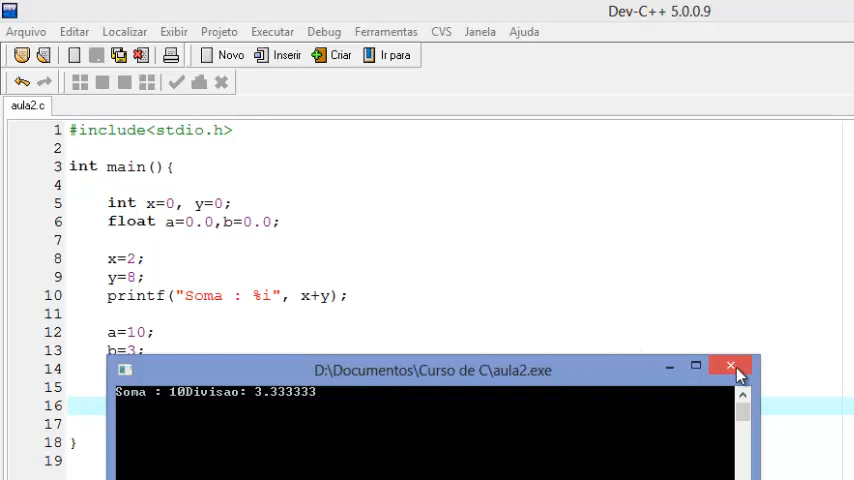 Dev-C++ 5.0.0.9
Arquivo Editar Localizar Exibir Projeto Executar Debug Ferramentas CVS Janela Ajuda
Novo Inserir Criar Ir para
aula2.c
1 #include<stdio.h>
2
3 int main(){
4
5 int x=0, y=0;
6 float a=0.0,b=0.0;
7
8 x=2;
9 y=8;
10 printf("Soma : %i", x+y);
11
12 a=10;
13 b=3;
14
15
16
17
18 }
19
D:\Documentos\Curso de C\aula2.exe
Soma : 10Divisao: 3.333333